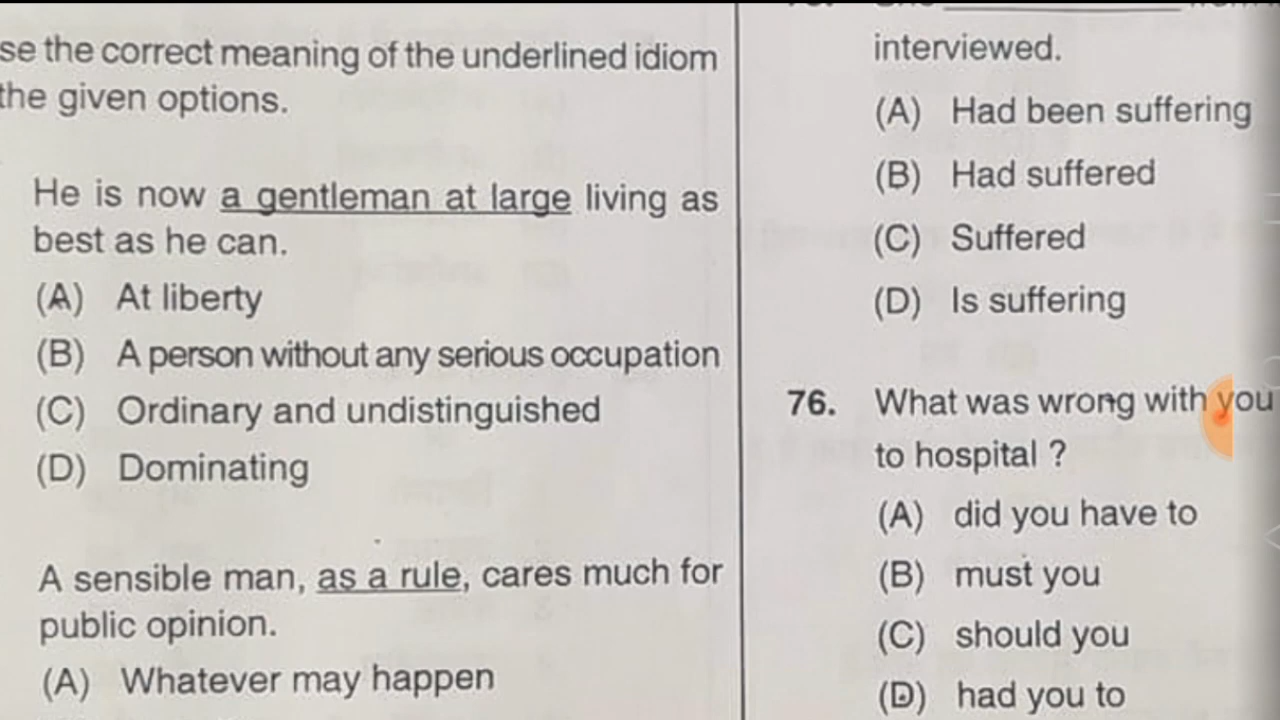 se the correct meaning of the underlined idiom
the given options.
He is now a gentleman at large living as
best as he can.
(A) At liberty
(B) A person without any serious occupation
(C) Ordinary and undistinguished
(D) Dominating
A sensible man, as a rule, cares much for
public opinion.
(A) Whatever may happen
interviewed.
(A) Had been suffering
(B) Had suffered
(C) Suffered
(D) Is suffering
76. What was wrong with you
to hospital ?
(A) did you have to
(B) must you
(C) should you
(D) had you to